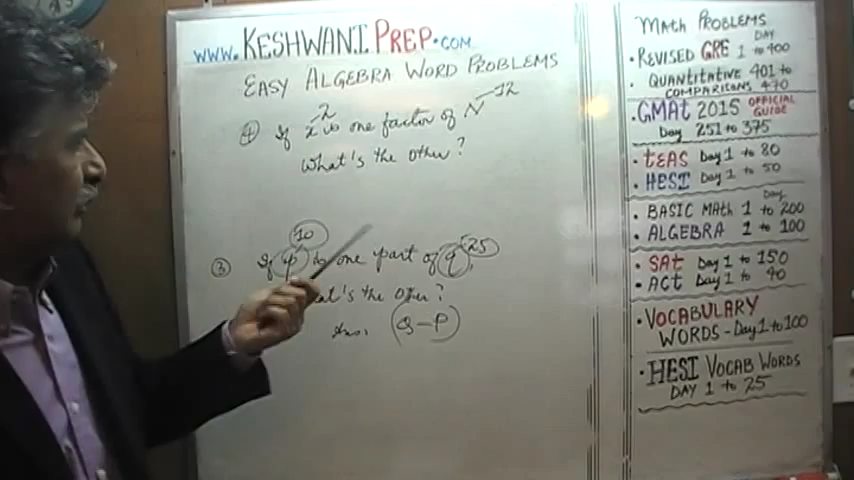 www.KESHWANIPREP.COM
EASY ALGEBRA WORD PROBLEMS
④ If x is one factor of N
2
12
What's the other?
10
③ If p is one part of q
25
at's the other?
Ans. Q-P
MATH PROBLEMS
DAY
• REVISED GRE 1 to 400
• QUANTITATIVE 401 to
COMPARISONS 470
• GMAt 2015 OFFICIAL
GUIDE
Day 251 to 375
• tEAS Day 1 to 80
• HESI Day 1 to 50
Day
• BASIC MAth 1 to 200
• ALGEBRA 1 to 100
• SAt Day 1 to 150
• ACt Day 1 to 90
• VOCABULARY
WORDS - Day 1 to 100
• HESI VOCAB WORDS
DAY 1 to 25